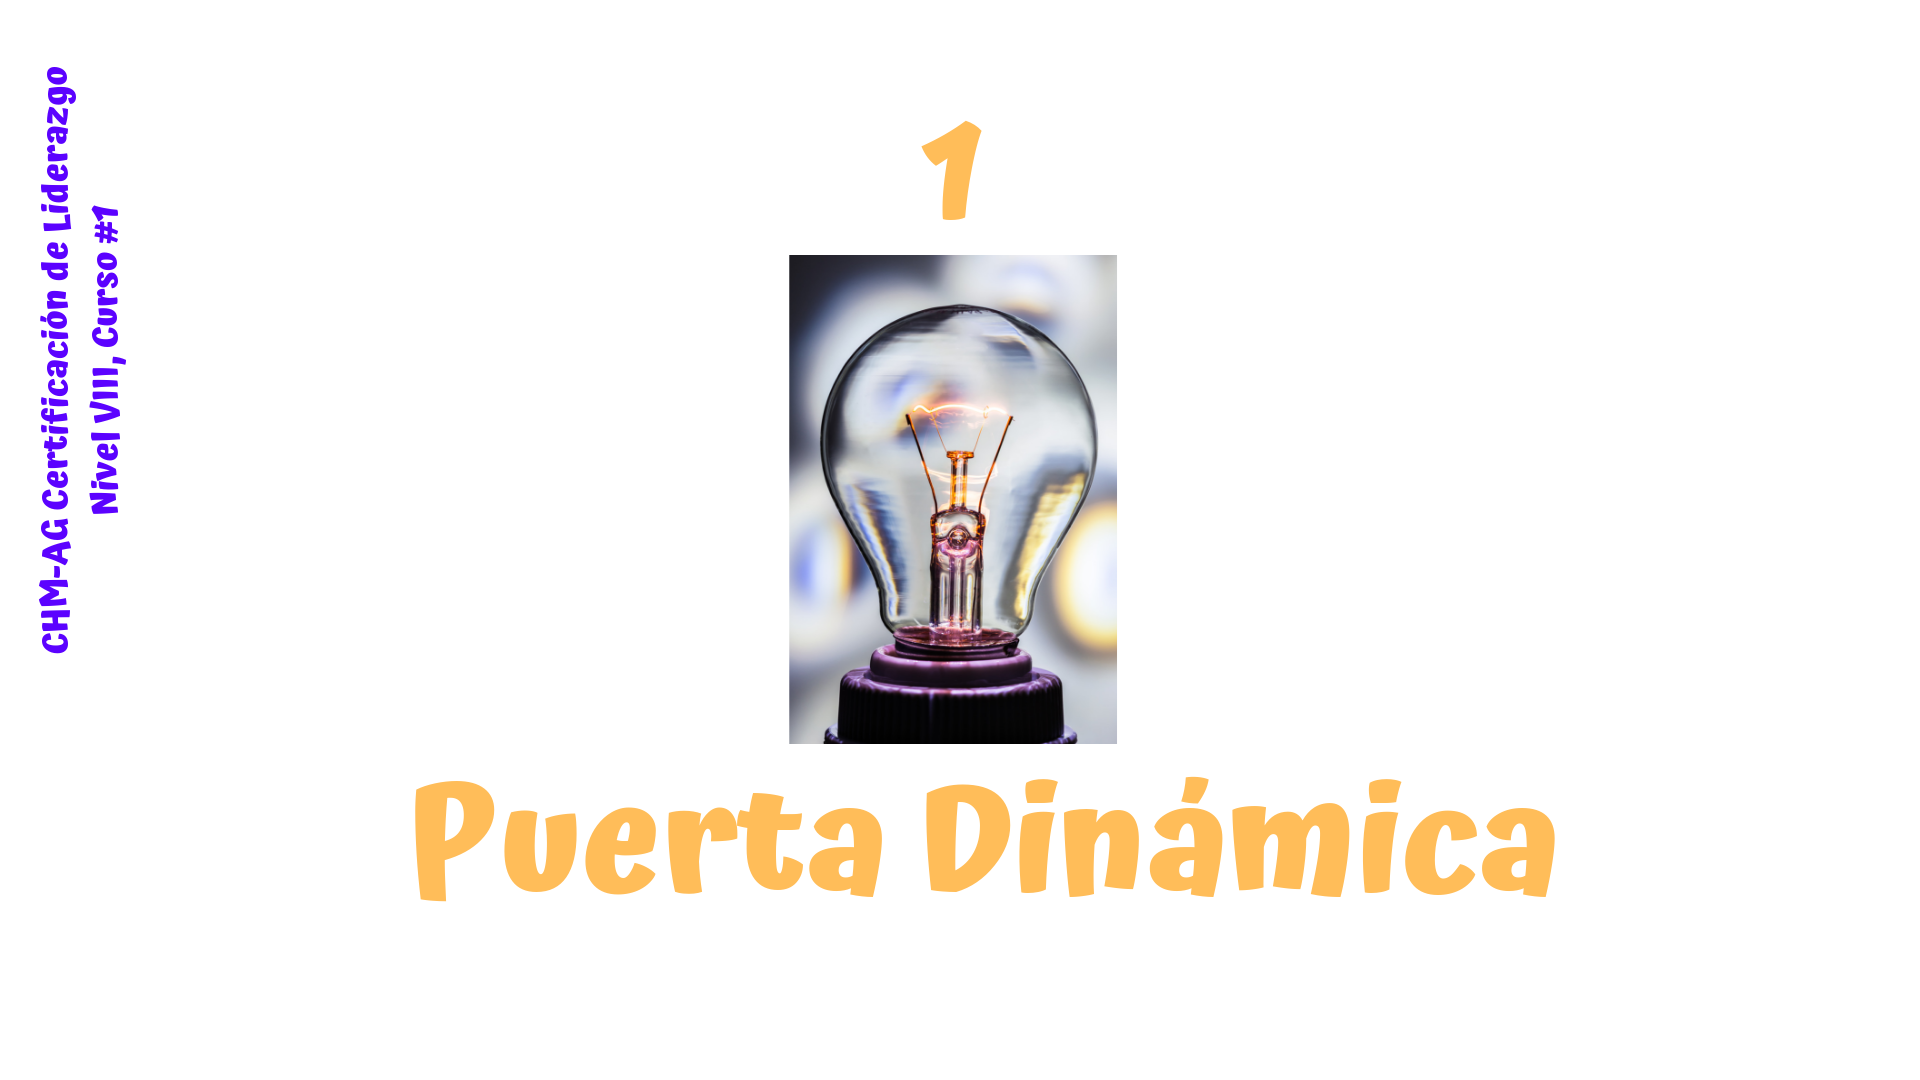 CHM-AG Certificación de Liderazgo
Nivel VIII, Curso #1
1
Puerta Dinámica